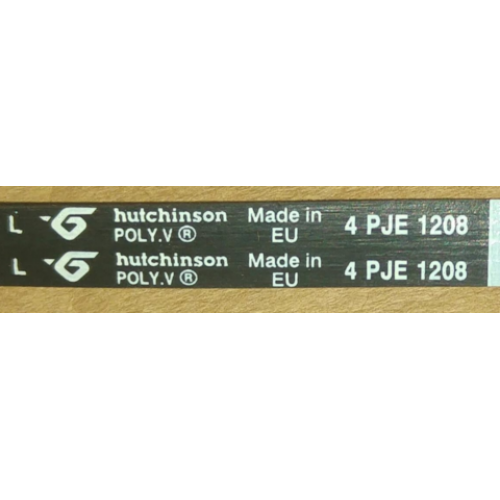 L hutchinson Made in 4 PJE 1208
POLY.V ® EU
L hutchinson Made in 4 PJE 1208
POLY.V ® EU